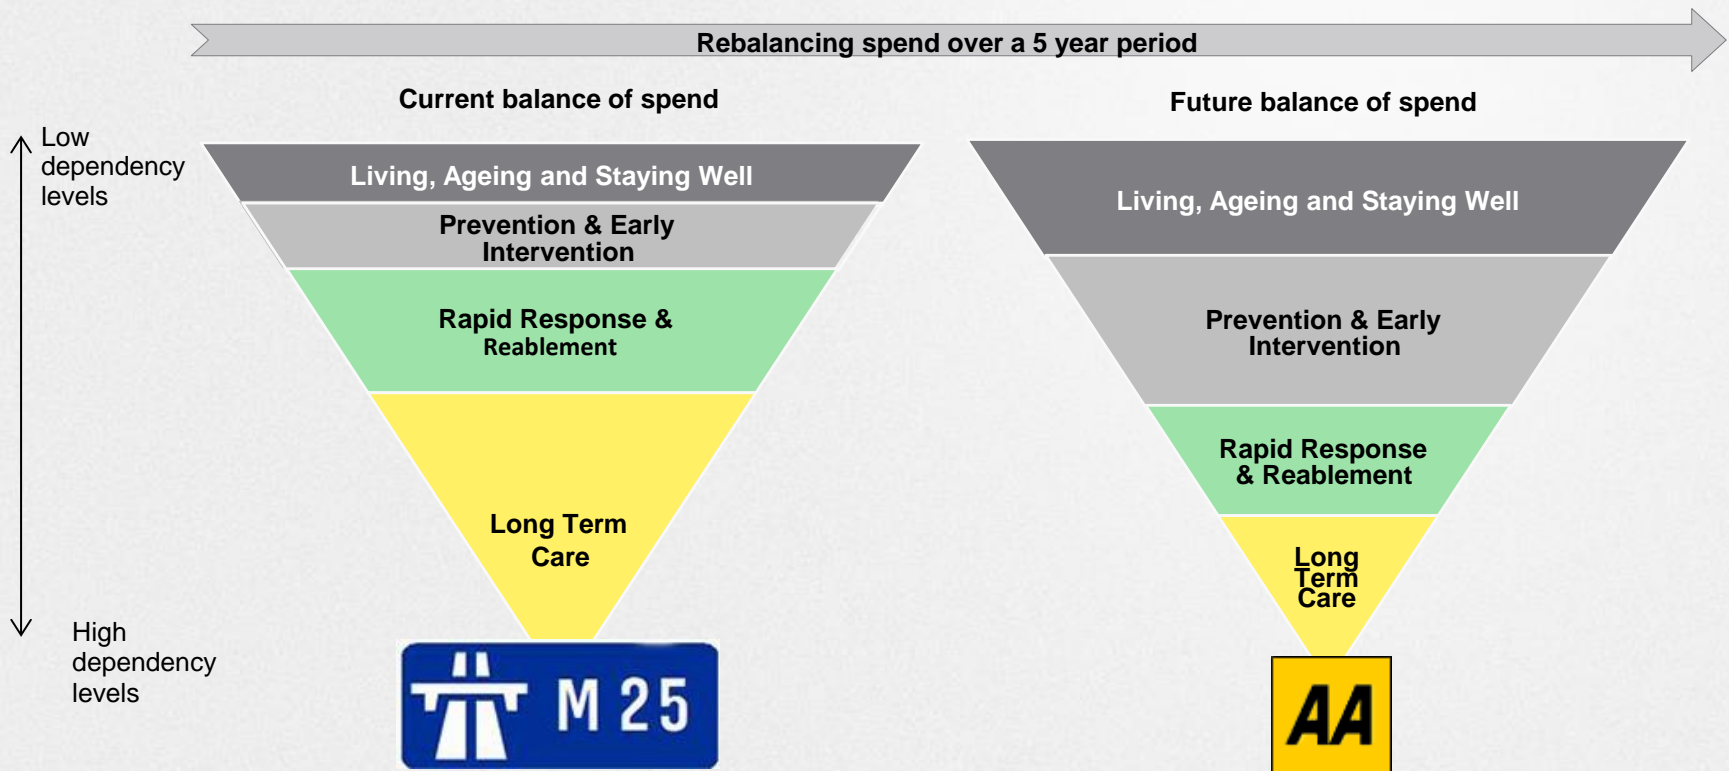 Rebalancing spend over a 5 year period
Current balance of spend
Future balance of spend
Low
dependency
levels
Living, Ageing and Staying Well
Prevention & Early
Intervention
Rapid Response &
Reablement
Long Term
Care
Living, Ageing and Staying Well
Prevention & Early
Intervention
Rapid Response
& Reablement
Long
Term
Care
High
dependency
levels
M 25
AA